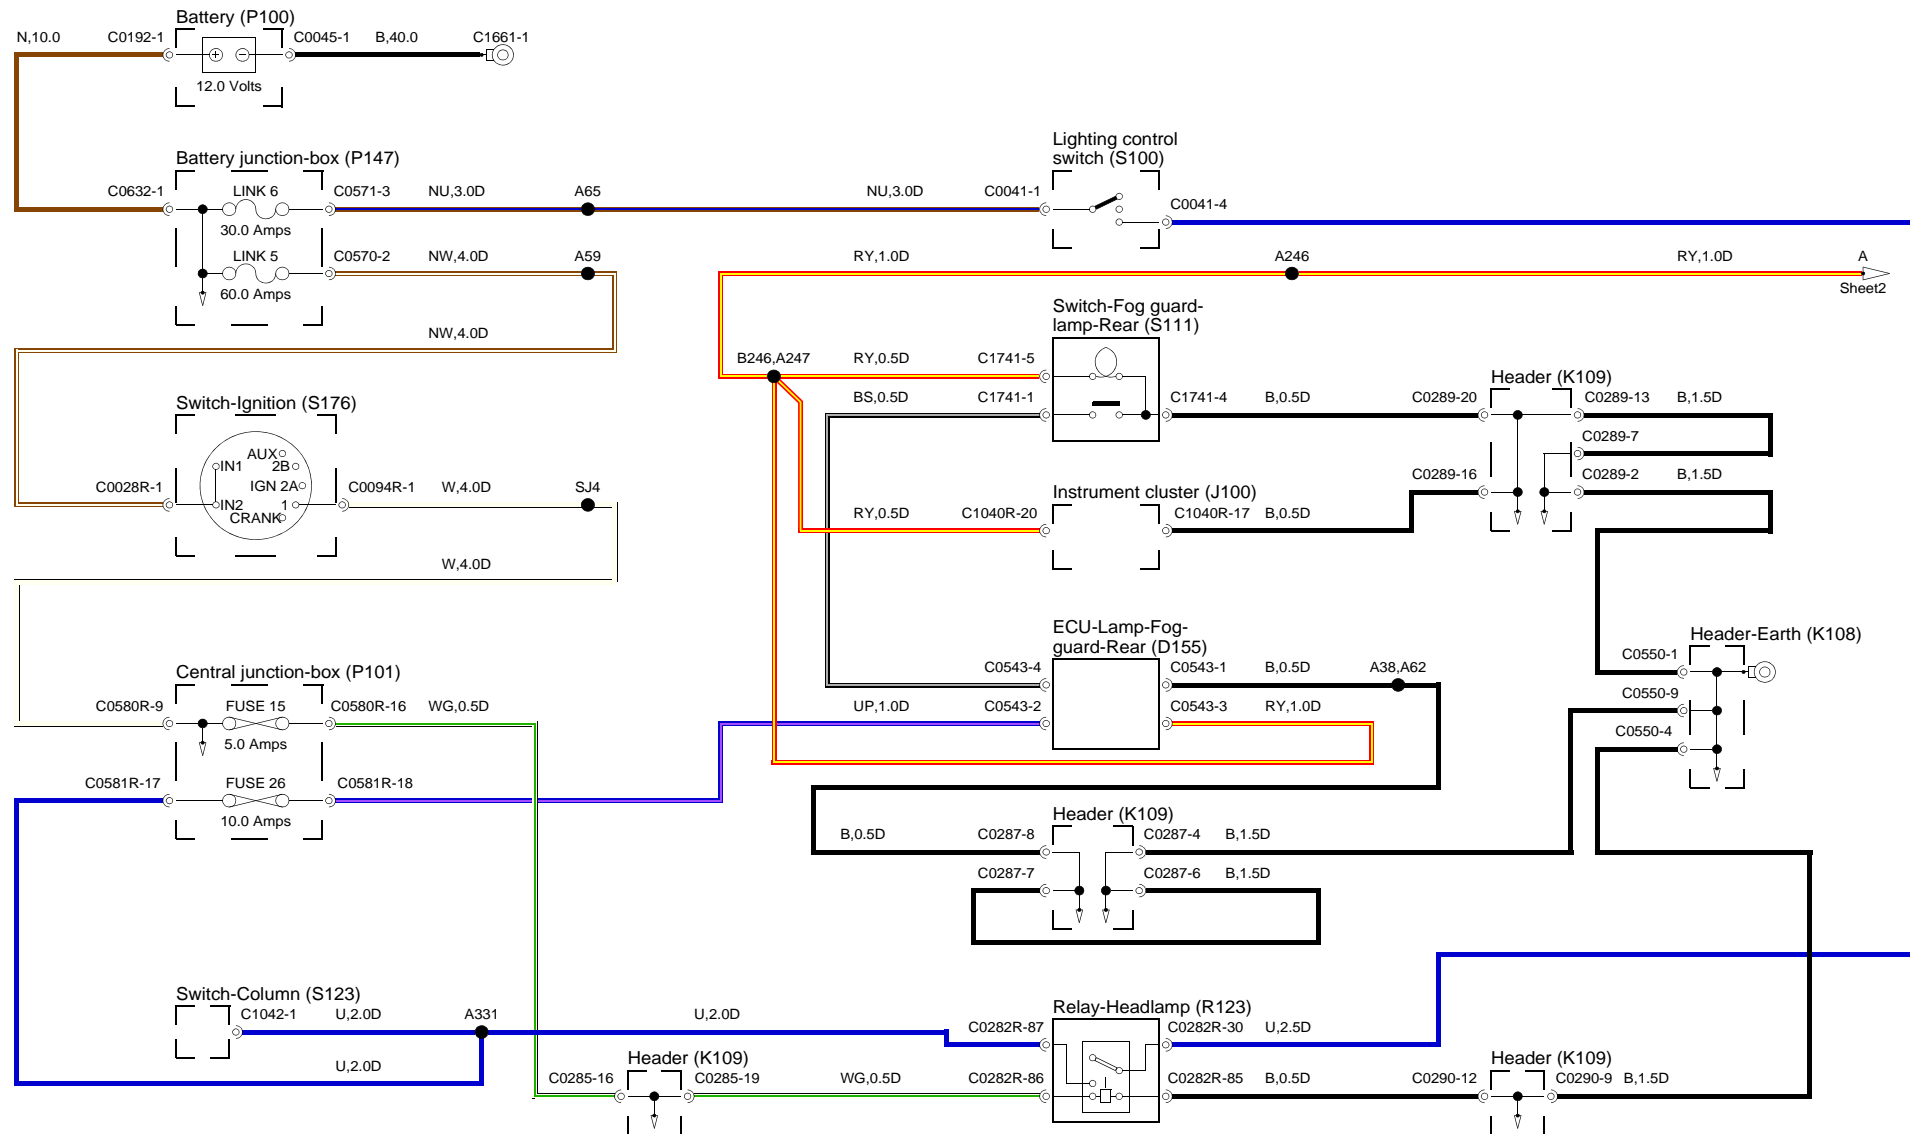 Battery (P100)
N,10.0
C0192-1
C0045-1
B,40.0
C1661-1
12.0 Volts
Battery junction-box (P147)
C0632-1
LINK 6
C0571-3
NU,3.0D
A65
NU,3.0D
C0041-1
30.0 Amps
LINK 5
C0570-2
NW,4.0D
A59
60.0 Amps
NW,4.0D
Lighting control
switch (S100)
C0041-4
RY,1.0D
A246
RY,1.0D
A
Sheet2
Switch-Fog guard-
lamp-Rear (S111)
B246,A247
RY,0.5D
C1741-5
BS,0.5D
C1741-1
C1741-4
B,0.5D
Header (K109)
C0289-20
C0289-13
B,1.5D
C0289-7
C0289-16
C0289-2
B,1.5D
Switch-Ignition (S176)
AUX
IN1
2B
IGN 2A
C0028R-1
IN2
1
CRANK
C0094R-1
W,4.0D
SJ4
W,4.0D
Instrument cluster (J100)
RY,0.5D
C1040R-20
C1040R-17
B,0.5D
ECU-Lamp-Fog-
guard-Rear (D155)
C0543-4
C0543-1
B,0.5D
A38,A62
UP,1.0D
C0543-2
C0543-3
RY,1.0D
Header-Earth (K108)
C0550-1
C0550-9
C0550-4
Central junction-box (P101)
C0580R-9
FUSE 15
C0580R-16
WG,0.5D
5.0 Amps
C0581R-17
FUSE 26
C0581R-18
10.0 Amps
Header (K109)
B,0.5D
C0287-8
C0287-4
B,1.5D
C0287-7
C0287-6
B,1.5D
Switch-Column (S123)
C1042-1
U,2.0D
A331
U,2.0D
U,2.0D
Relay-Headlamp (R123)
C0282R-87
C0282R-30
U,2.5D
Header (K109)
C0285-16
C0285-19
WG,0.5D
C0282R-86
C0282R-85
B,0.5D
Header (K109)
C0290-12
C0290-9
B,1.5D